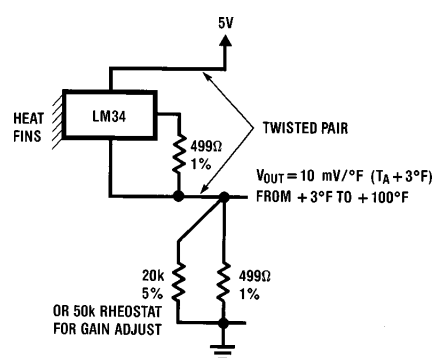 5V
HEAT
FINS
LM34
TWISTED PAIR
499Ω
1%
VOUT = 10 mV/°F (TA + 3°F)
FROM + 3°F TO + 100°F
20k
5%
499Ω
1%
OR 50k RHEOSTAT
FOR GAIN ADJUST